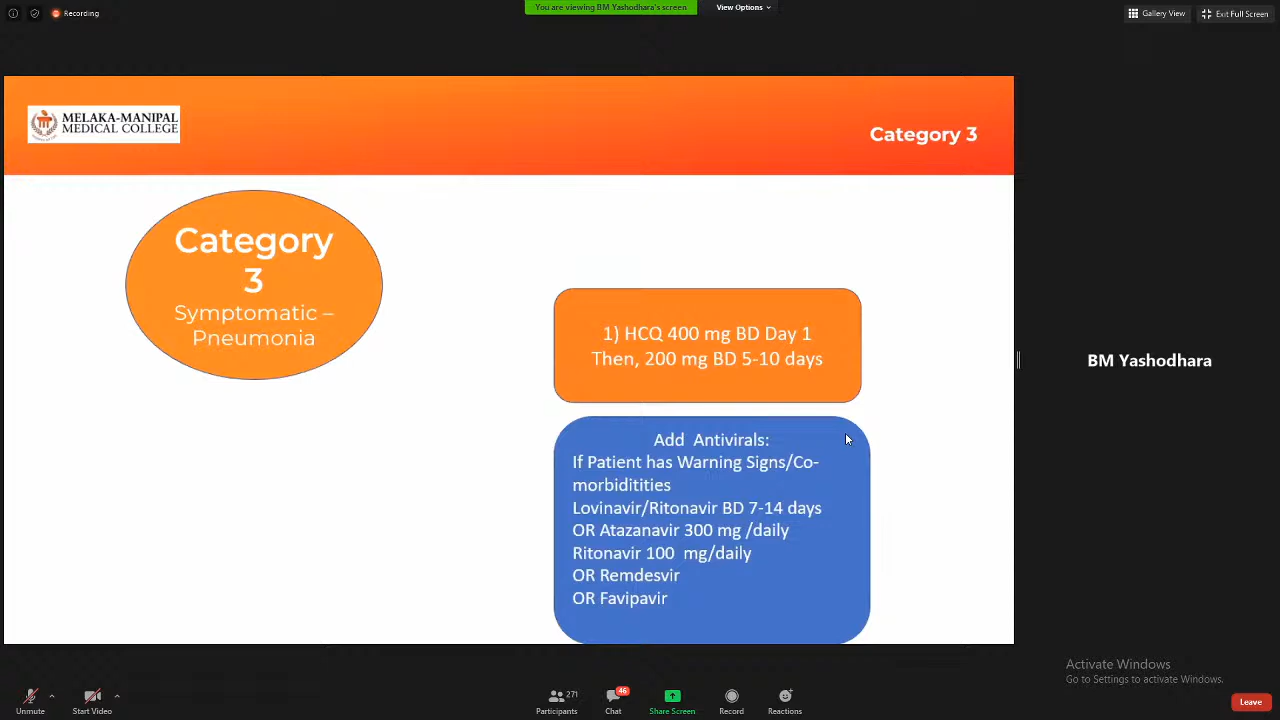 Recording
You are viewing BM Yashodhara's screen
View Options
Gallery View
Exit Full Screen
MELAKA-MANIPAL
MEDICAL COLLEGE
Category 3
Category
3
Symptomatic –
Pneumonia
1) HCQ 400 mg BD Day 1
Then, 200 mg BD 5-10 days
Add Antivirals:
If Patient has Warning Signs/Co-
morbiditities
Lovinavir/Ritonavir BD 7-14 days
OR Atazanavir 300 mg /daily
Ritonavir 100 mg/daily
OR Remdesvir
OR Favipavir
BM Yashodhara
Activate Windows
Go to Settings to activate Windows.
Unmute
Start Video
271
Participants
46
Chat
Share Screen
Record
Reactions
Leave